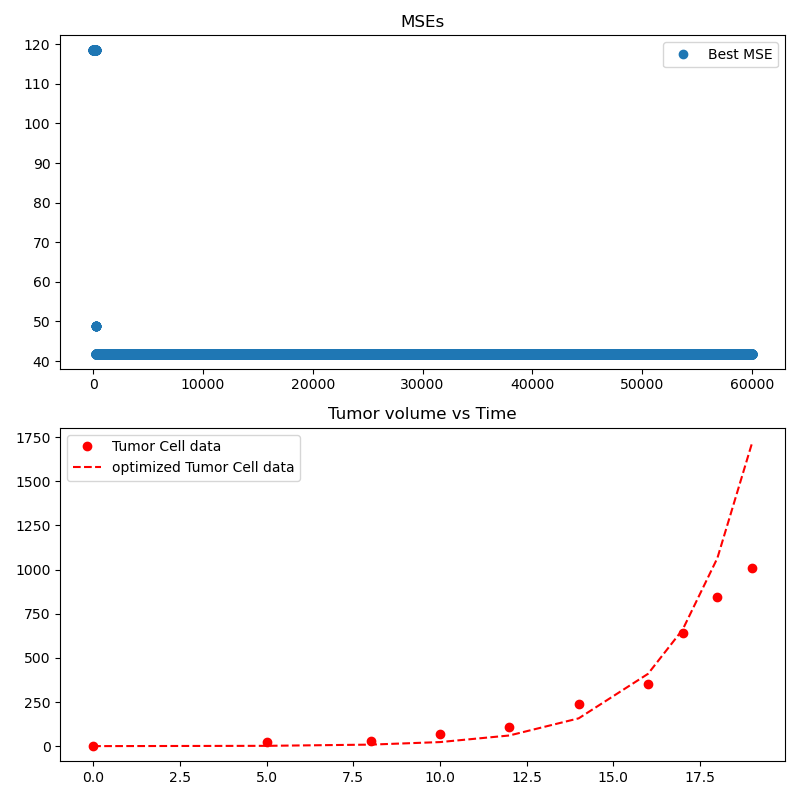 MSEs
Best MSE
120
110
100
90
80
70
60
50
40
0 10000 20000 30000 40000 50000 60000
Tumor volume vs Time
Tumor Cell data
optimized Tumor Cell data
1750
1500
1250
1000
750
500
250
0
0.0 2.5 5.0 7.5 10.0 12.5 15.0 17.5